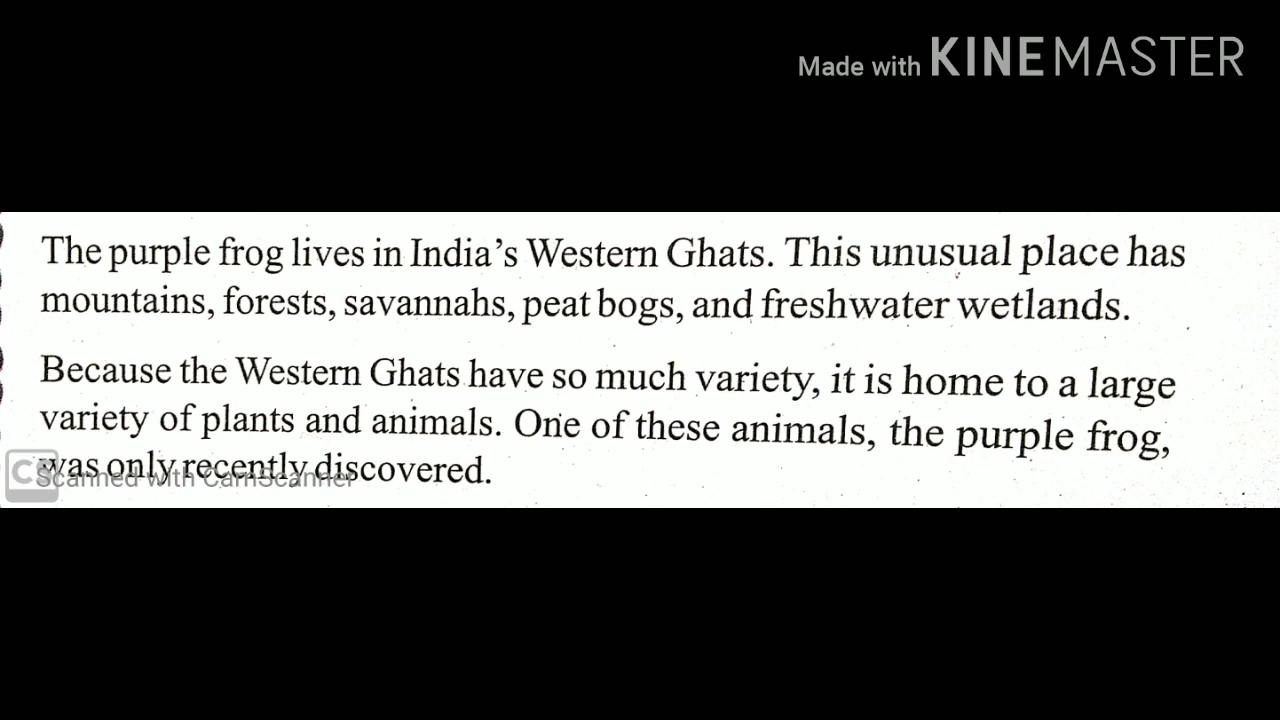 Made with KINEMASTER
The purple frog lives in India's Western Ghats. This unusual place has
mountains, forests, savannahs, peat bogs, and freshwater wetlands.
Because the Western Ghats have so much variety, it is home to a large
variety of plants and animals. One of these animals, the purple frog,
was only recently discovered.
CS Scanned with CamScanner